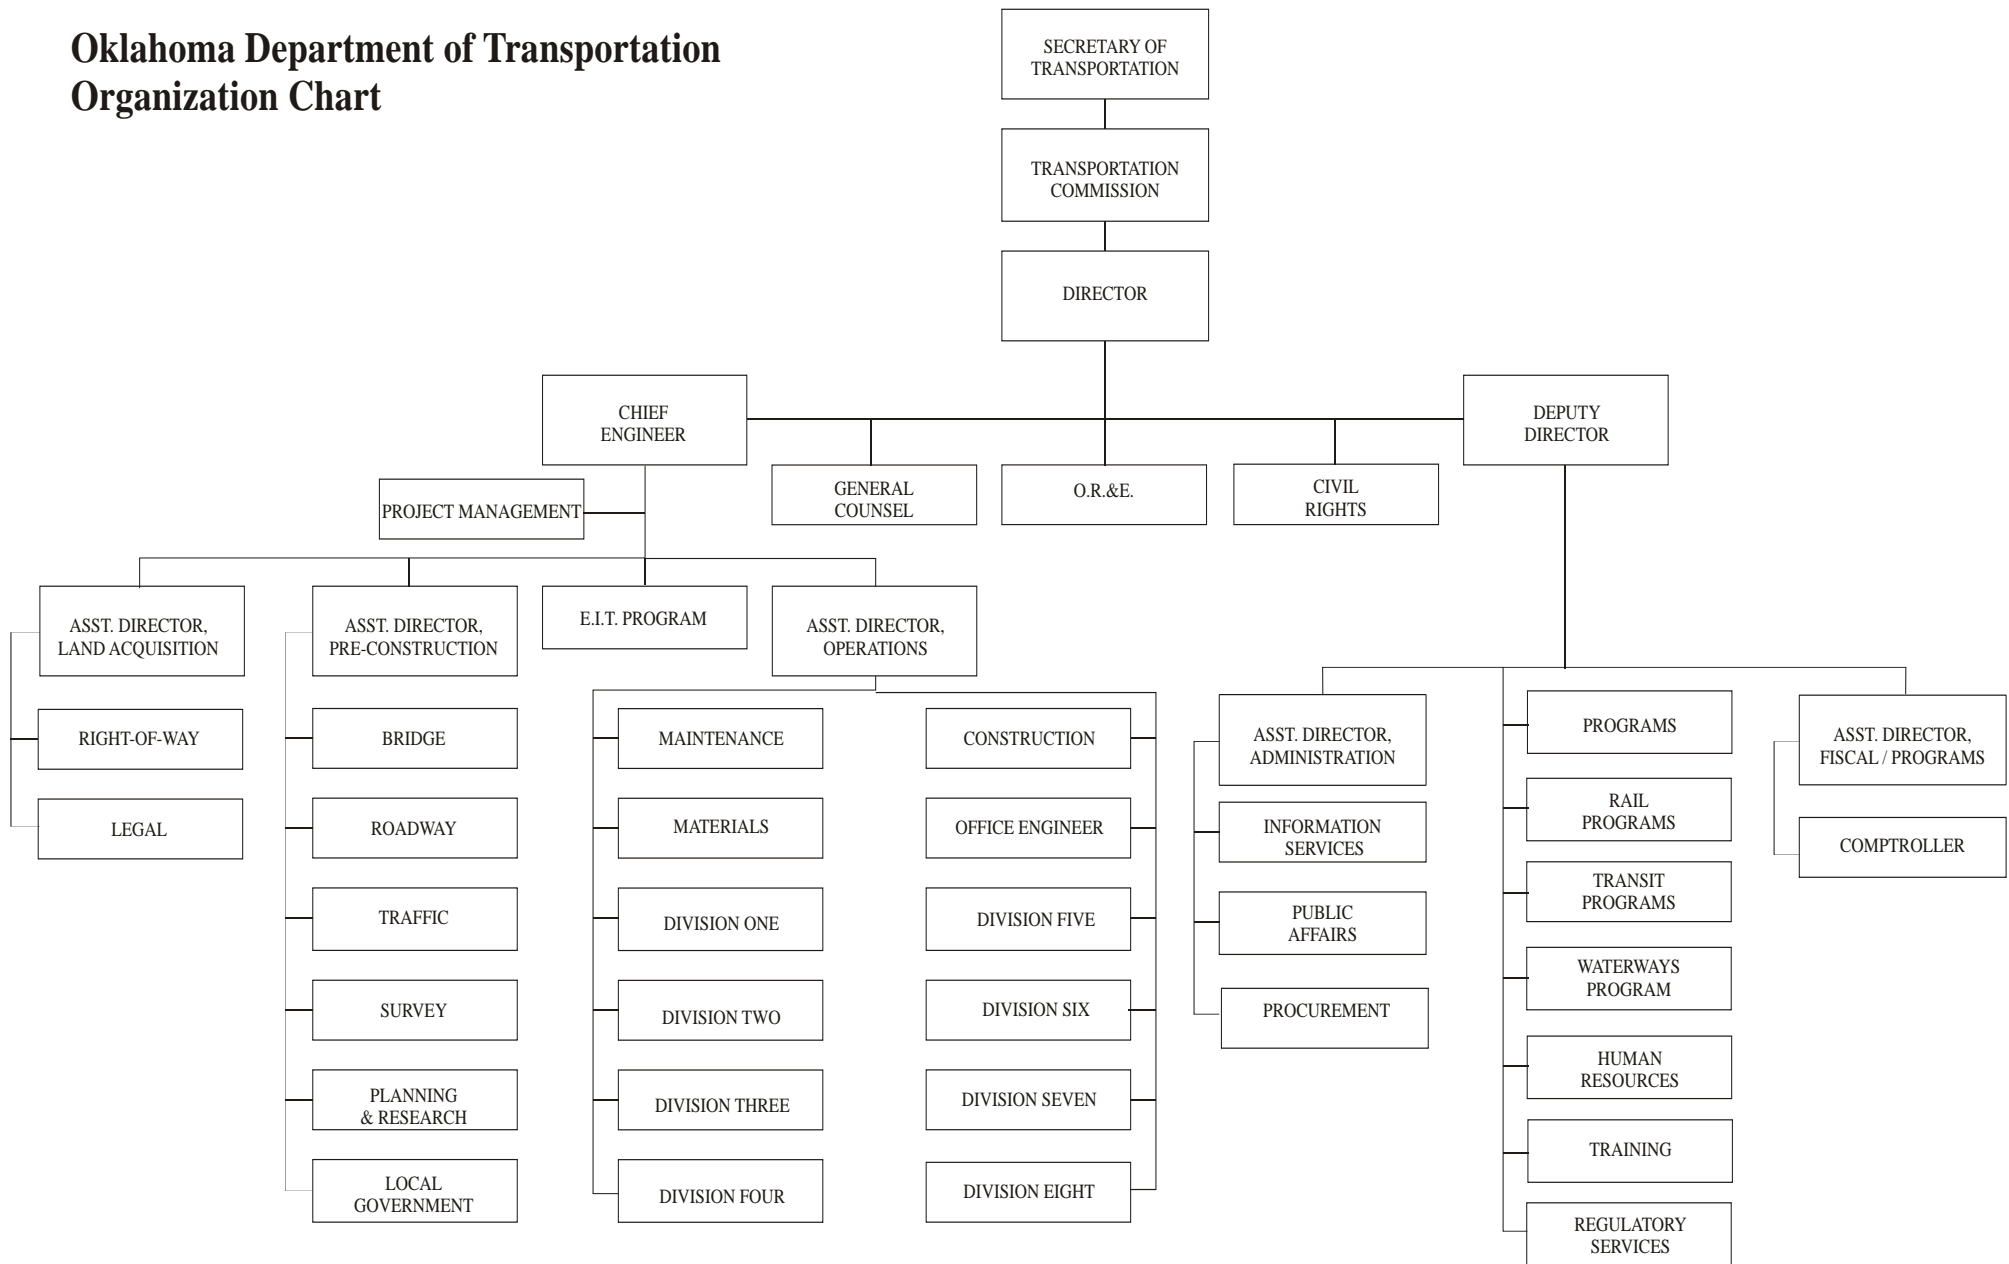 Oklahoma Department of Transportation
Organization Chart
SECRETARY OF
TRANSPORTATION
TRANSPORTATION
COMMISSION
DIRECTOR
CHIEF
ENGINEER
DEPUTY
DIRECTOR
GENERAL
COUNSEL
O.R.&E.
CIVIL
RIGHTS
PROJECT MANAGEMENT
ASST. DIRECTOR,
LAND ACQUISITION
RIGHT-OF-WAY
LEGAL
ASST. DIRECTOR,
PRE-CONSTRUCTION
BRIDGE
ROADWAY
TRAFFIC
SURVEY
PLANNING
& RESEARCH
LOCAL
GOVERNMENT
E.I.T. PROGRAM
ASST. DIRECTOR,
OPERATIONS
MAINTENANCE
MATERIALS
DIVISION ONE
DIVISION TWO
DIVISION THREE
DIVISION FOUR
CONSTRUCTION
OFFICE ENGINEER
DIVISION FIVE
DIVISION SIX
DIVISION SEVEN
DIVISION EIGHT
ASST. DIRECTOR,
ADMINISTRATION
INFORMATION
SERVICES
PUBLIC
AFFAIRS
PROCUREMENT
PROGRAMS
RAIL
PROGRAMS
TRANSIT
PROGRAMS
WATERWAYS
PROGRAM
HUMAN
RESOURCES
TRAINING
REGULATORY
SERVICES
ASST. DIRECTOR,
FISCAL / PROGRAMS
COMPTROLLER